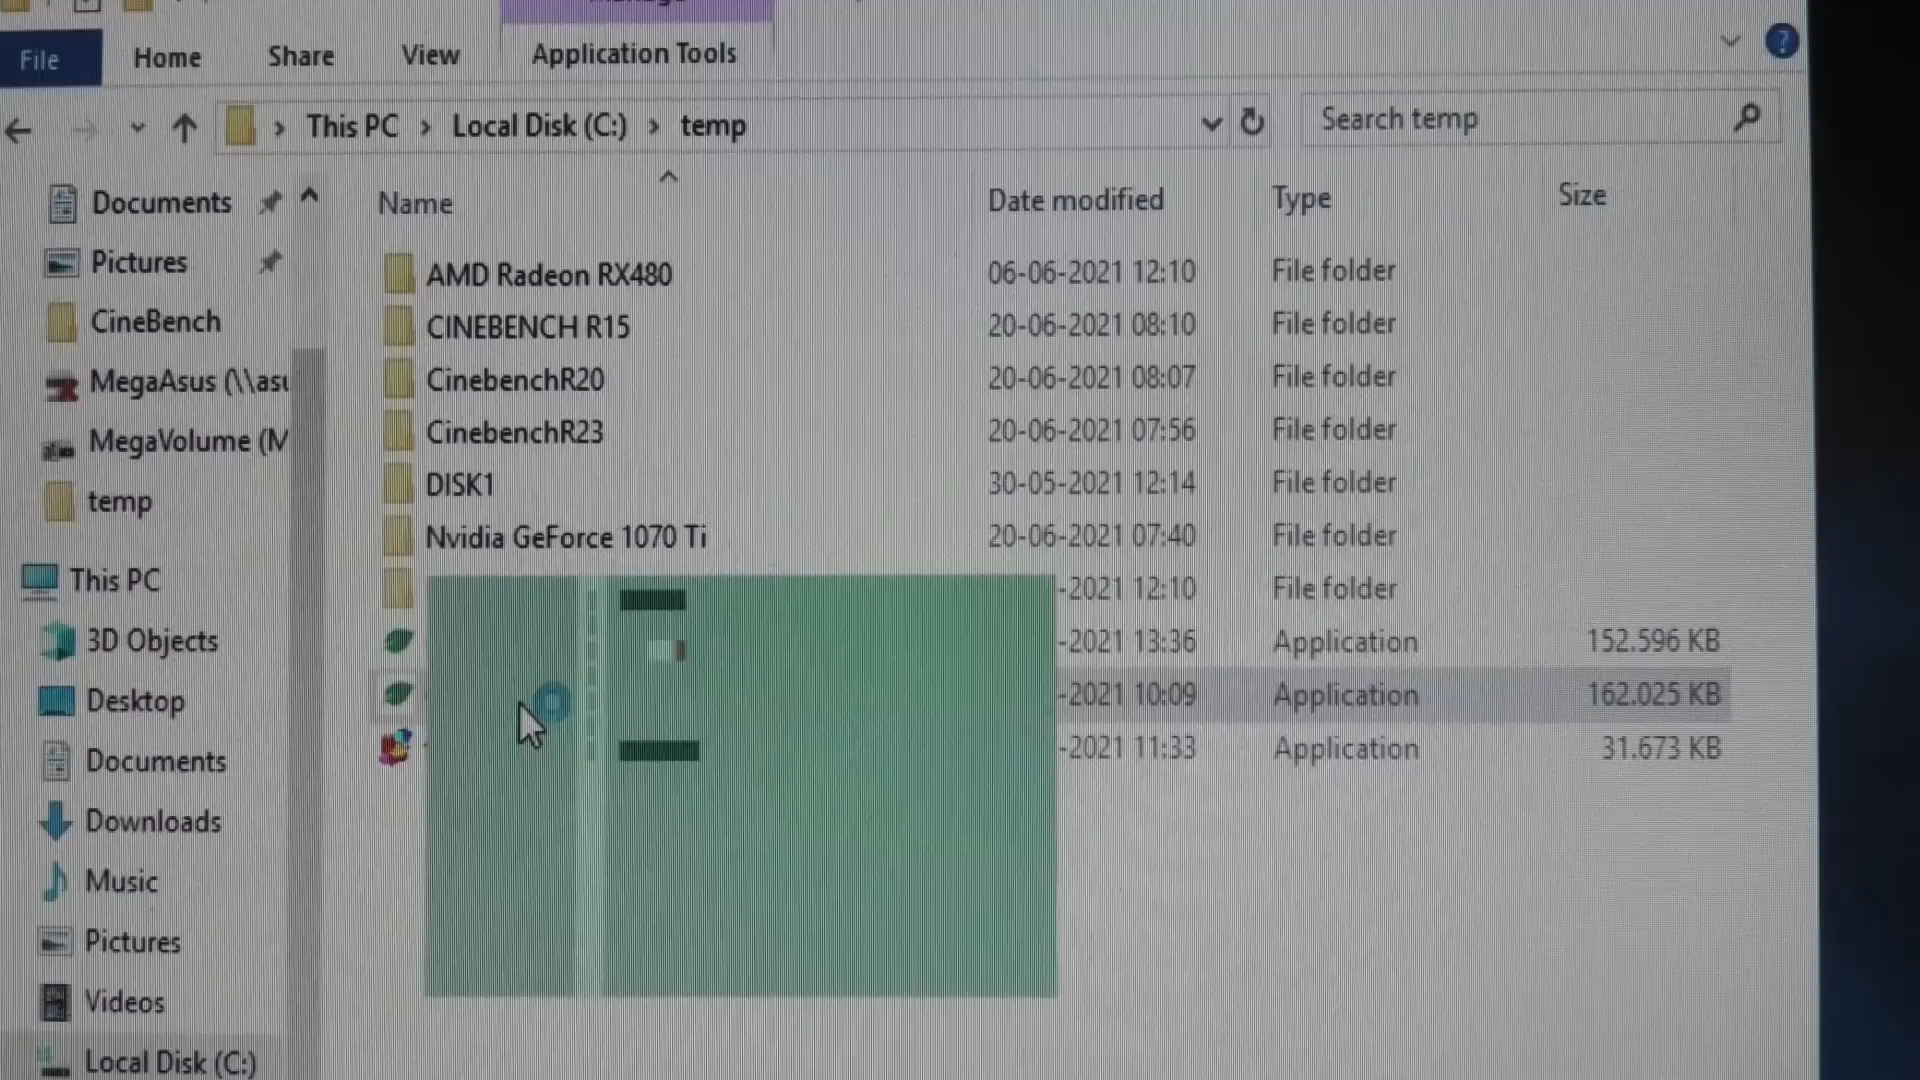 File Home Share View Application Tools
This PC Local Disk (C:) temp Search temp
Name Date modified Type Size
Documents
Pictures
CineBench
MegaAsus (\\asu
MegaVolume (M
temp
This PC
3D Objects
Desktop
Documents
Downloads
Music
Pictures
Videos
Local Disk (C:)
AMD Radeon RX480 06-06-2021 12:10 File folder
CINEBENCH R15 20-06-2021 08:10 File folder
CinebenchR20 20-06-2021 08:07 File folder
CinebenchR23 20-06-2021 07:56 File folder
DISK1 30-05-2021 12:14 File folder
Nvidia GeForce 1070 Ti 20-06-2021 07:40 File folder
-2021 12:10 File folder
-2021 13:36 Application 152.596 KB
-2021 10:09 Application 162.025 KB
-2021 11:33 Application 31.673 KB